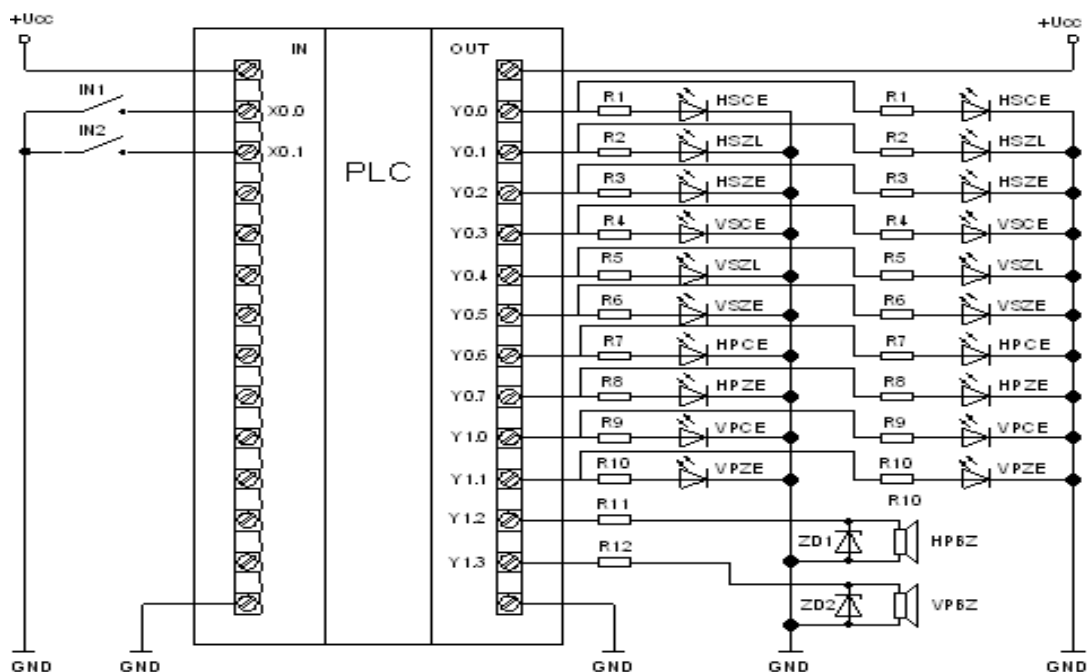 +Ucc
+Ucc
IN
OUT
PLC
IN1
X0.0
IN2
X0.1
Y0.0 R1 HSCE R1 HSCE
Y0.1 R2 HSZL R2 HSZL
Y0.2 R3 HSZE R3 HSZE
Y0.3 R4 VSCE R4 VSCE
Y0.4 R5 VSZL R5 VSZL
Y0.5 R6 VSZE R6 VSZE
Y0.6 R7 HPCE R7 HPCE
Y0.7 R8 HPZE R8 HPZE
Y1.0 R9 VPCE R9 VPCE
Y1.1 R10 VPZE R10 VPZE
R10
Y1.2 R11 ZD1 HPBZ
Y1.3 R12 ZD2 VPBZ
GND GND GND GND GND